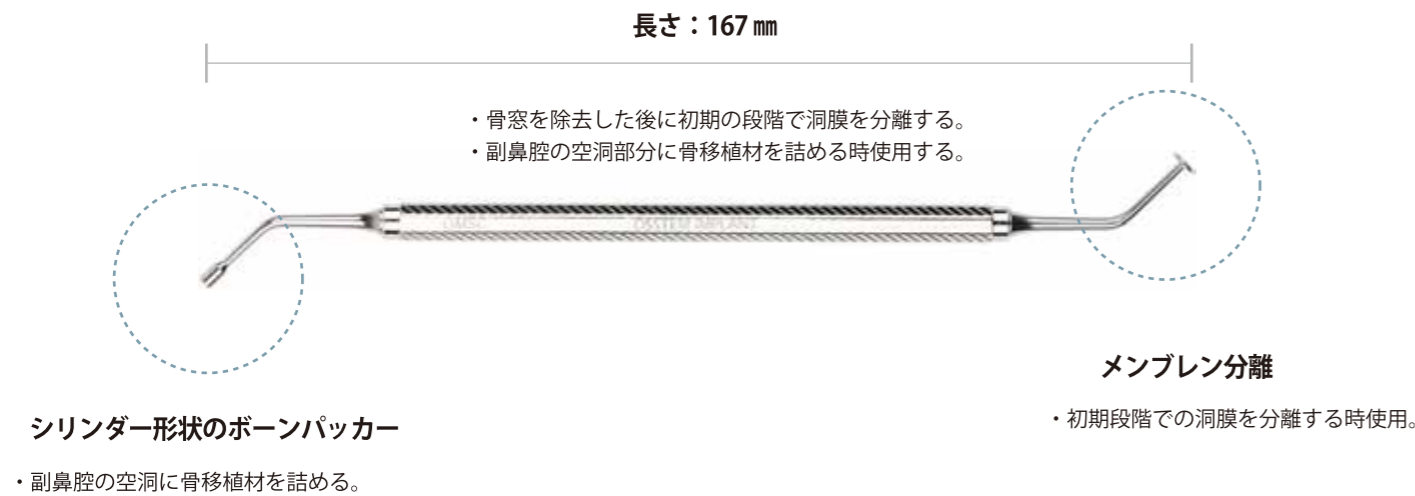 長さ：167 ㎜
・骨窓を除去した後に初期の段階で洞膜を分離する。
・副鼻腔の空洞部分に骨移植材を詰める時使用する。
OSSTEM IMPLANT
メンブレン分離
・初期段階での洞膜を分離する時使用。
シリンダー形状のボーンパッカー
・副鼻腔の空洞に骨移植材を詰める。